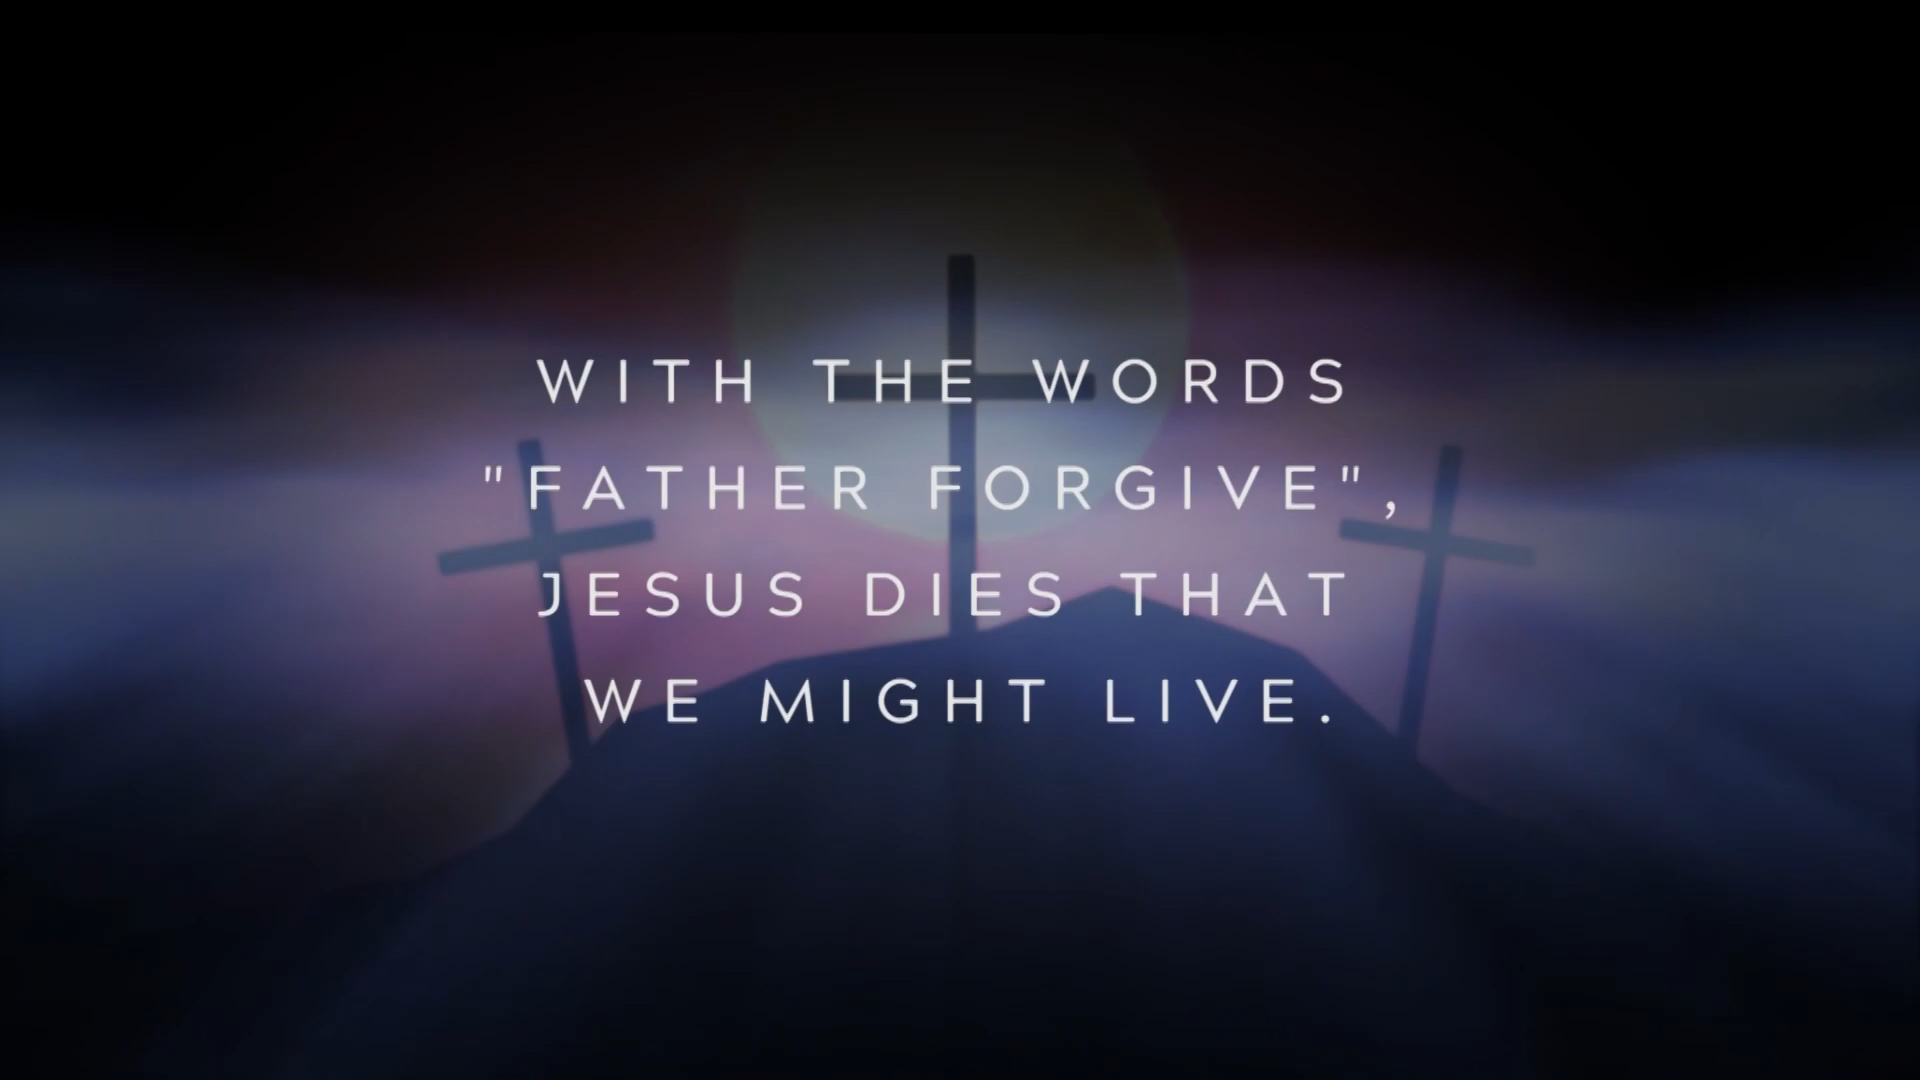 WITH THE WORDS
"FATHER FORGIVE",
JESUS DIES THAT
WE MIGHT LIVE.